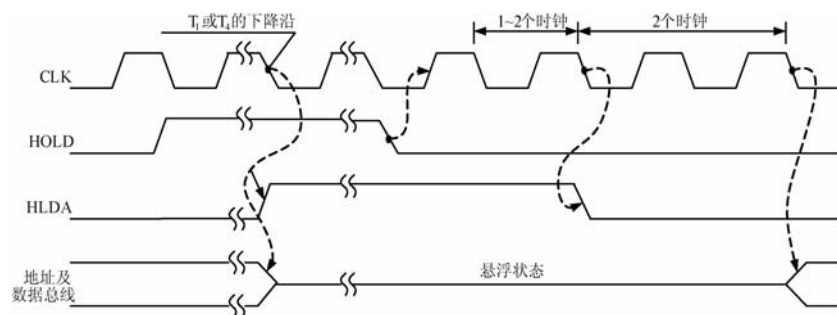 T₁或T₄的下降沿
1~2个时钟
2个时钟
CLK
HOLD
HLDA
地址及
数据总线
悬浮状态